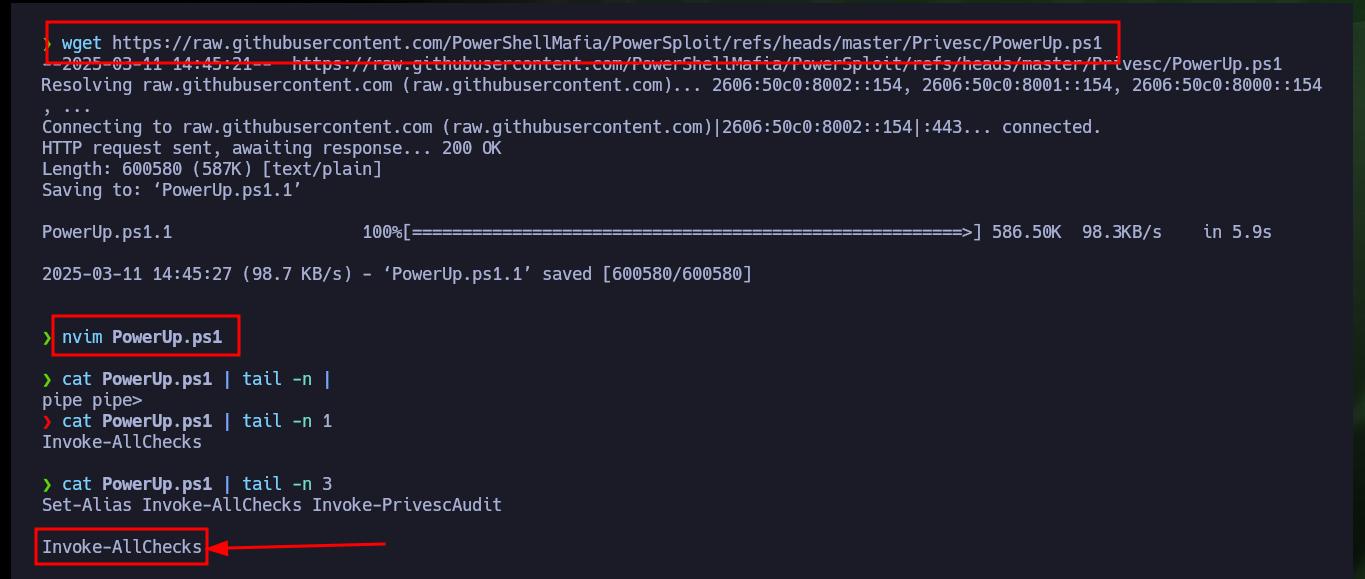 ❯ wget https://raw.githubusercontent.com/PowerShellMafia/PowerSploit/refs/heads/master/Privesc/PowerUp.ps1
--2025-03-11 14:45:21--  https://raw.githubusercontent.com/PowerShellMafia/PowerSploit/refs/heads/master/Privesc/PowerUp.ps1
Resolving raw.githubusercontent.com (raw.githubusercontent.com)... 2606:50c0:8002::154, 2606:50c0:8001::154, 2606:50c0:8000::154
, ...
Connecting to raw.githubusercontent.com (raw.githubusercontent.com)|2606:50c0:8002::154|:443... connected.
HTTP request sent, awaiting response... 200 OK
Length: 600580 (587K) [text/plain]
Saving to: ‘PowerUp.ps1.1’
PowerUp.ps1.1                   100%[=======================================================>] 586.50K  98.3KB/s    in 5.9s
2025-03-11 14:45:27 (98.7 KB/s) - ‘PowerUp.ps1.1’ saved [600580/600580]
❯ nvim PowerUp.ps1
❯ cat PowerUp.ps1 | tail -n |
pipe pipe>
❯ cat PowerUp.ps1 | tail -n 1
Invoke-AllChecks
❯ cat PowerUp.ps1 | tail -n 3
Set-Alias Invoke-AllChecks Invoke-PrivescAudit
Invoke-AllChecks